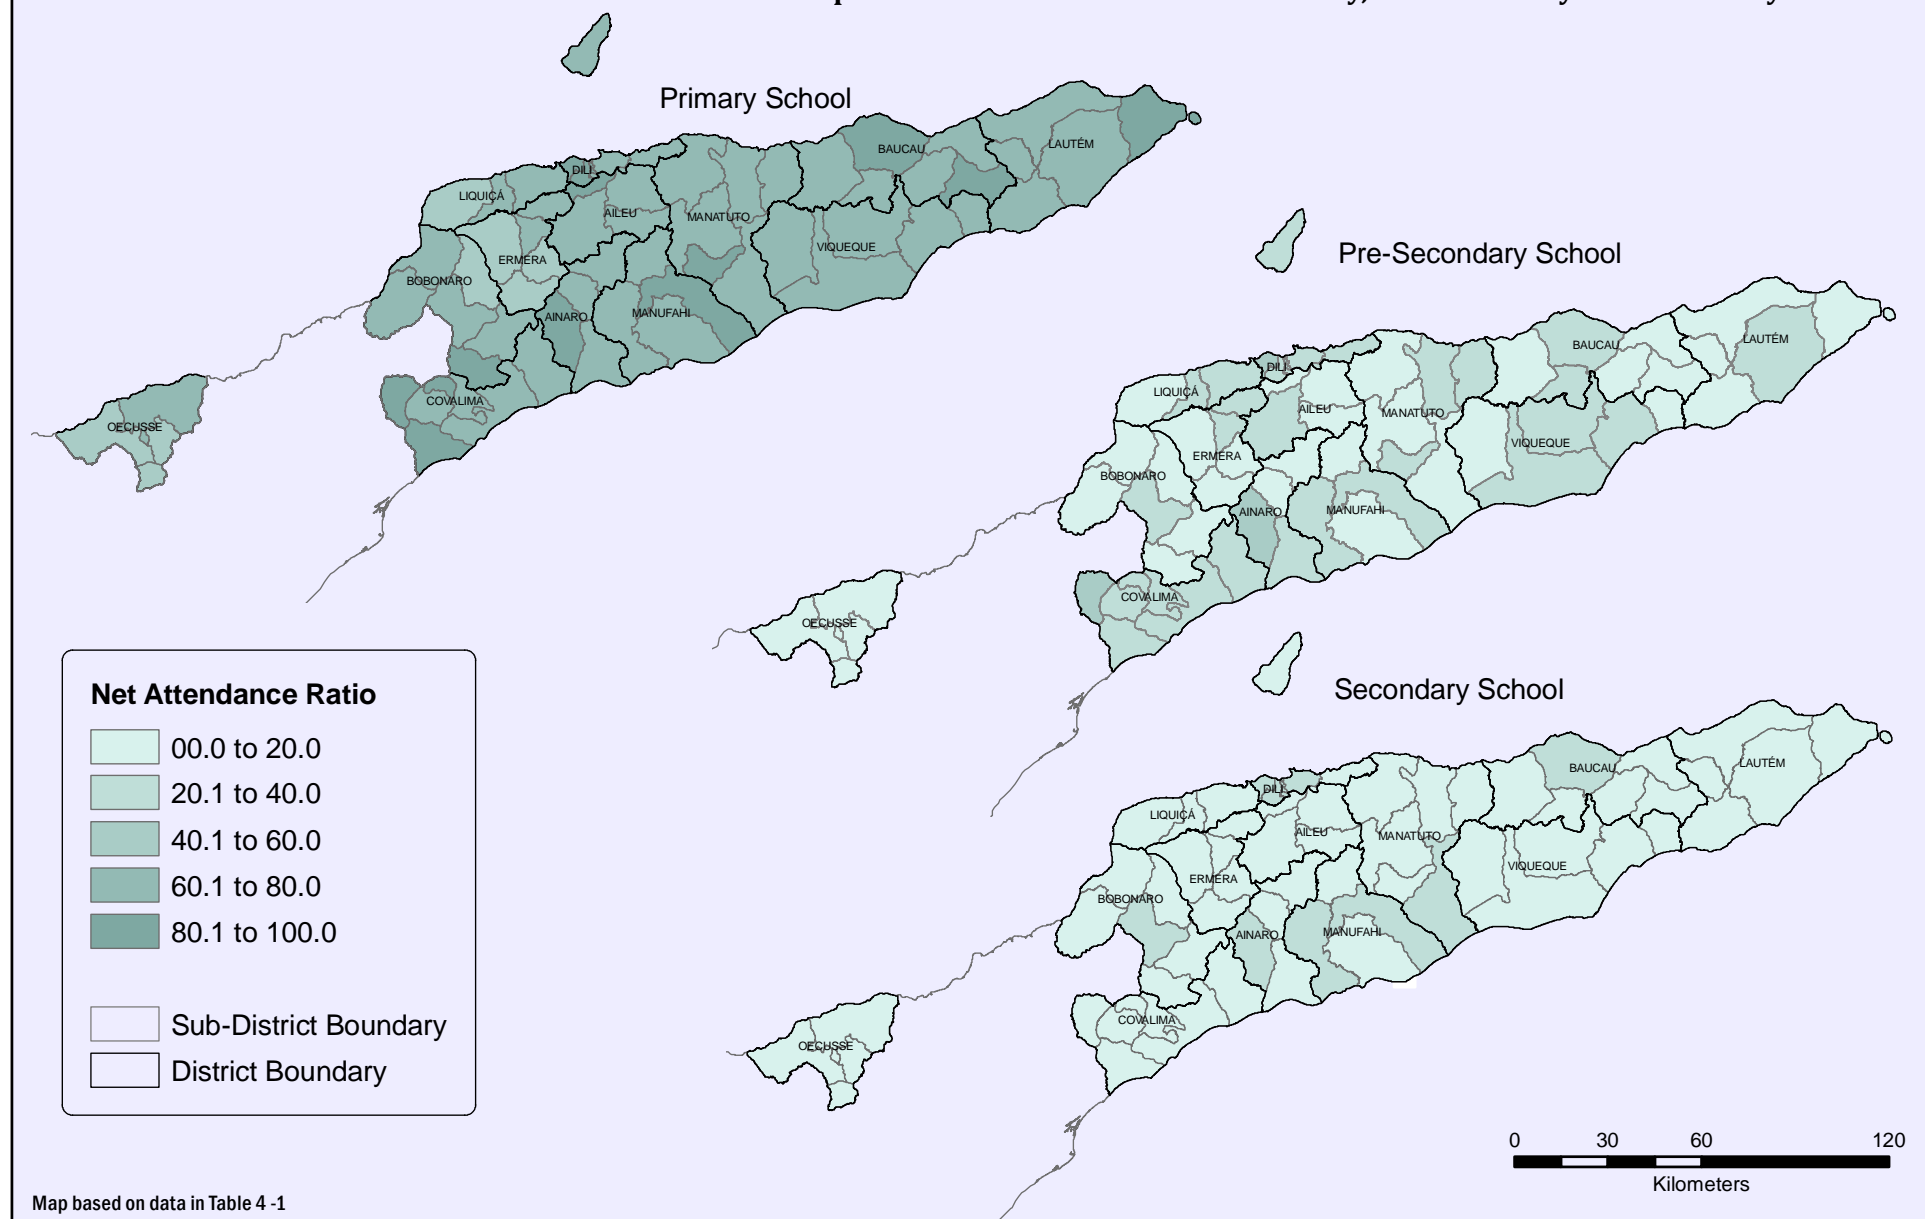 Primary School
DILI
LIQUIÇÁ
AILEU
MANATUTO
BAUCAU
LAUTÉM
VIQUEQUE
ERMERA
BOBONARO
AINARO
MANUFAHI
COVALIMA
OECUSSE
Pre-Secondary School
DILI
LIQUIÇÁ
AILEU
MANATUTO
BAUCAU
LAUTÉM
VIQUEQUE
ERMERA
BOBONARO
AINARO
MANUFAHI
COVALIMA
OECUSSE
Secondary School
DILI
LIQUIÇÁ
AILEU
MANATUTO
BAUCAU
LAUTÉM
VIQUEQUE
ERMERA
BOBONARO
AINARO
MANUFAHI
COVALIMA
OECUSSE
Net Attendance Ratio
00.0 to 20.0
20.1 to 40.0
40.1 to 60.0
60.1 to 80.0
80.1 to 100.0
Sub-District Boundary
District Boundary
0 30 60 120
Kilometers
Map based on data in Table 4 -1